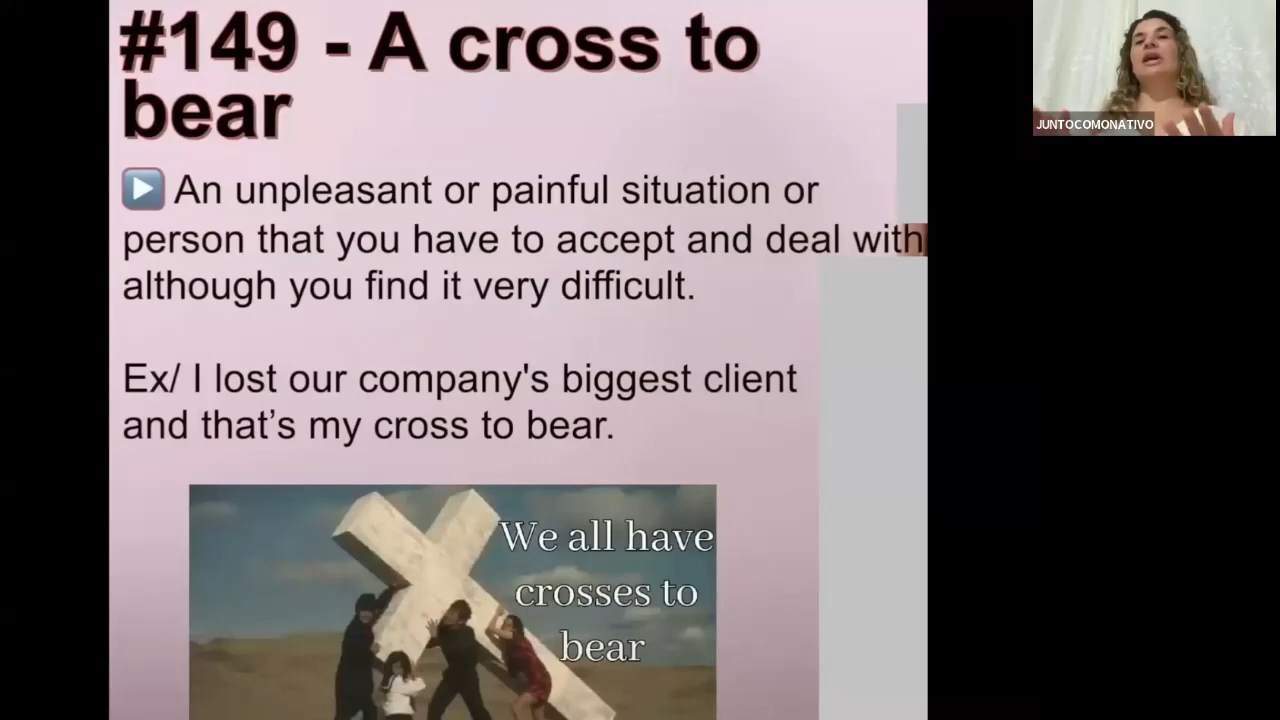 #149 - A cross to
bear
JUNTOCOMONATIVO
▶ An unpleasant or painful situation or
person that you have to accept and deal with
although you find it very difficult.
Ex/ I lost our company's biggest client
and that’s my cross to bear.
We all have
crosses to
bear